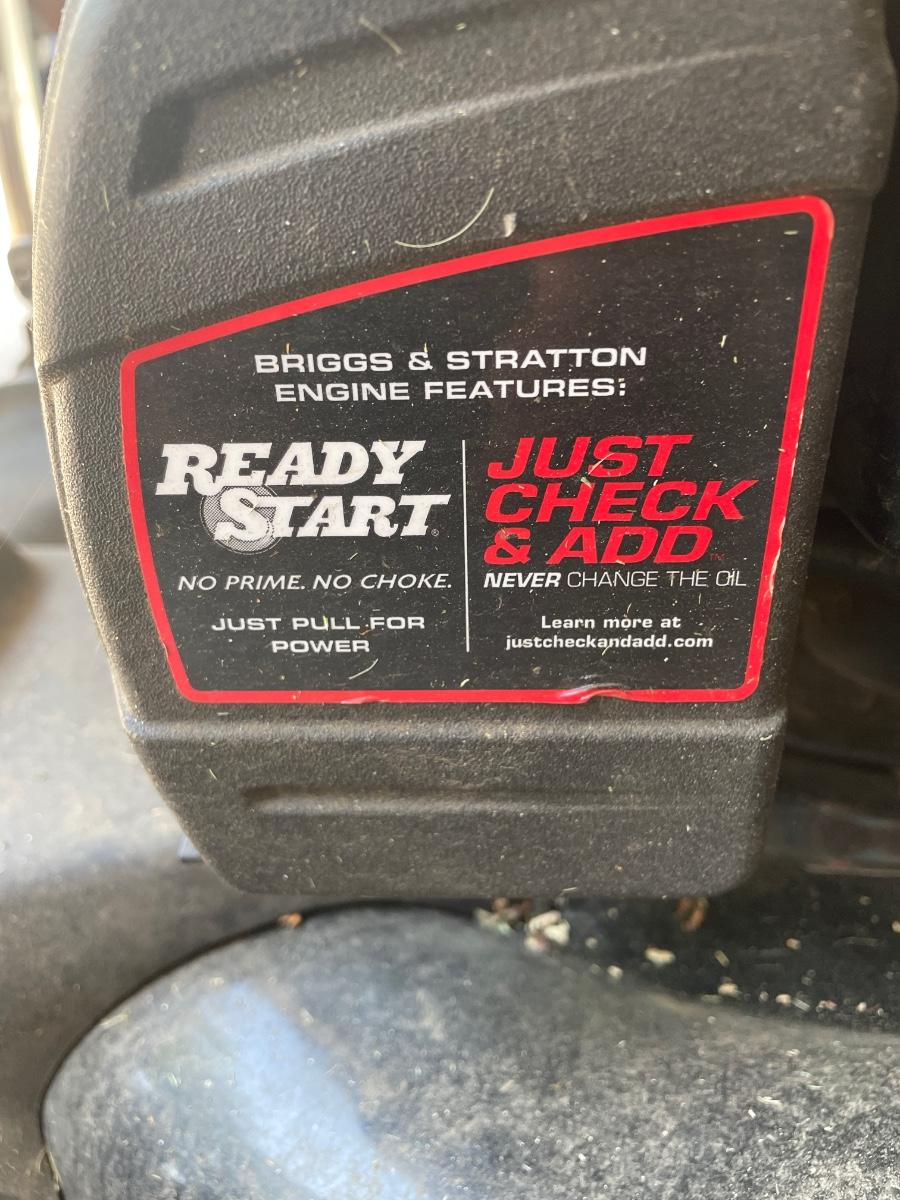 BRIGGS & STRATTON
ENGINE FEATURES:
READY
START®
NO PRIME. NO CHOKE.
JUST PULL FOR
POWER
JUST
CHECK
& ADD™
NEVER CHANGE THE OIL
Learn more at
justcheckandadd.com